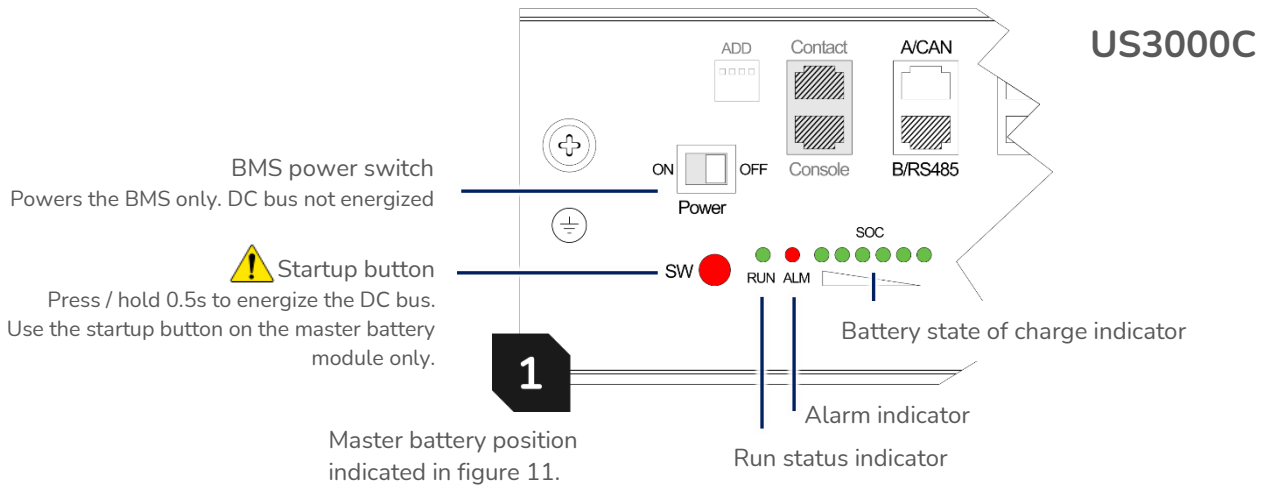 US3000C
ADD
Contact
A/CAN
Console
B/RS485
ON
OFF
Power
BMS power switch
Powers the BMS only. DC bus not energized
SOC
Startup button
SW
RUN
ALM
Press / hold 0.5s to energize the DC bus.
Use the startup button on the master battery
module only.
Battery state of charge indicator
1
Alarm indicator
Master battery position
indicated in figure 11.
Run status indicator